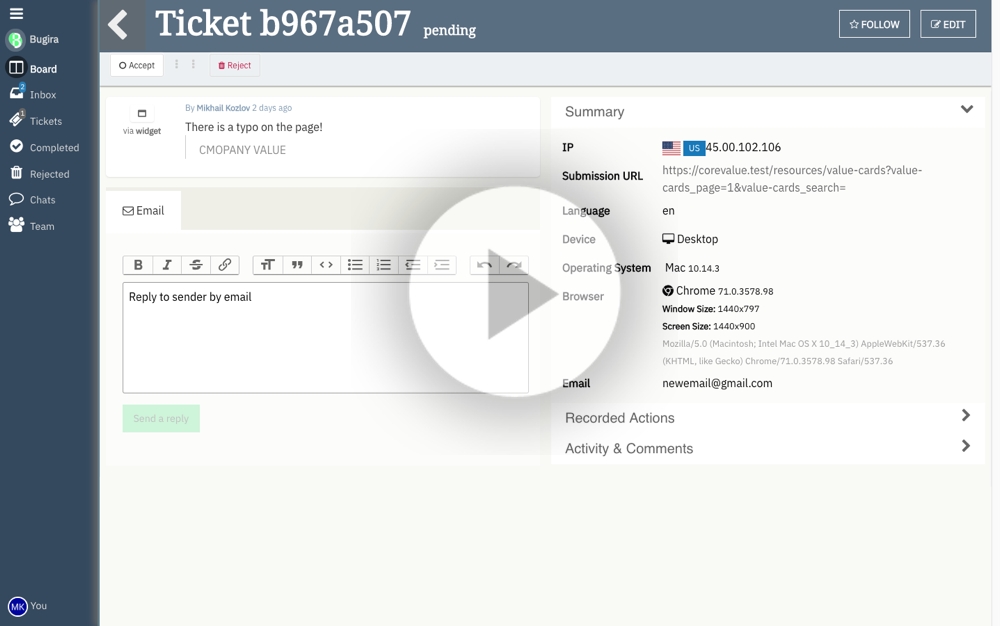 Ticket b967a507 pending
FOLLOW
EDIT
Bugira
Board
2
Inbox
1
Tickets
Completed
Rejected
Chats
Team
MK You
Accept
Reject
via widget
By Mikhail Kozlov 2 days ago
There is a typo on the page!
CMOPANY VALUE
Email
Reply to sender by email
Send a reply
Summary
IP US 45.00.102.106
Submission URL https://corevalue.test/resources/value-cards?value-
cards_page=1&value-cards_search=
Language en
Device Desktop
Operating System Mac 10.14.3
Browser Chrome 71.0.3578.98
Window Size: 1440x797
Screen Size: 1440x900
Mozilla/5.0 (Macintosh; Intel Mac OS X 10_14_3) AppleWebKit/537.36
(KHTML, like Gecko) Chrome/71.0.3578.98 Safari/537.36
Email newemail@gmail.com
Recorded Actions
Activity & Comments